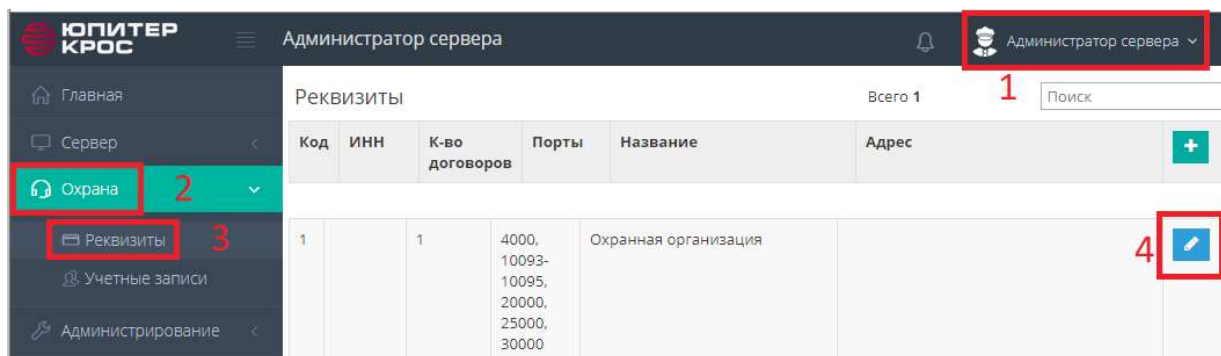 ЮПИТЕР
КРОС
Администратор сервера
Администратор сервера
1
Главная
Реквизиты
Всего 1
Поиск
Сервер
Код
ИНН
К-во
договоров
Порты
Название
Адрес
+
Охрана
2
Реквизиты
3
1
1
4000,
10093-
10095,
20000,
25000,
30000
Охранная организация
4
Учетные записи
Администрирование